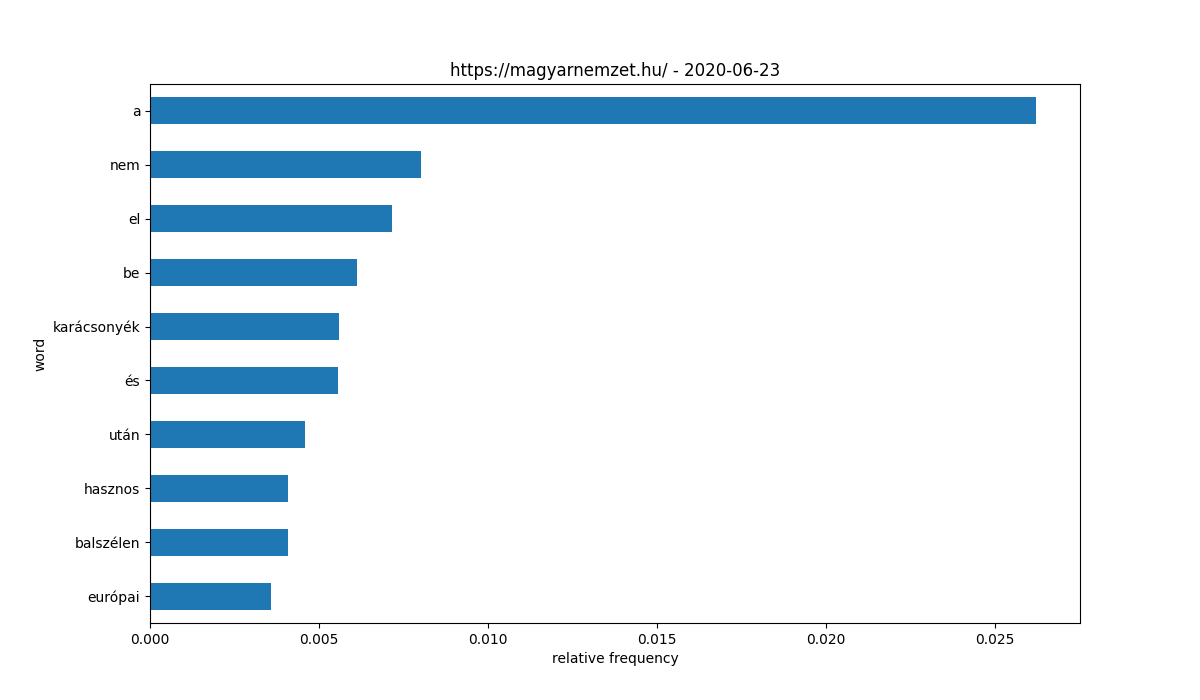 https://magyarnemzet.hu/ - 2020-06-23
a
nem
el
be
karácsonyék
és
után
hasznos
balszélen
európai
word
0.000 0.005 0.010 0.015 0.020 0.025
relative frequency